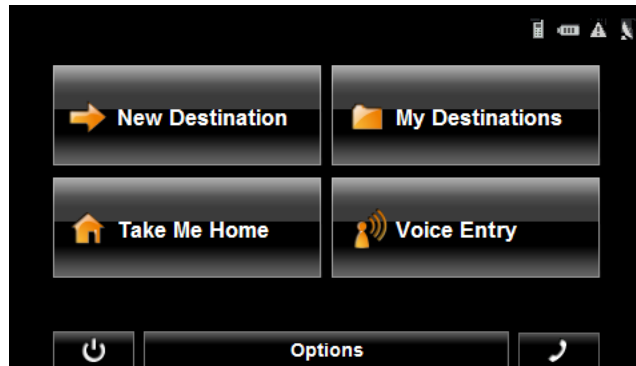 New Destination
My Destinations
Take Me Home
Voice Entry
Options